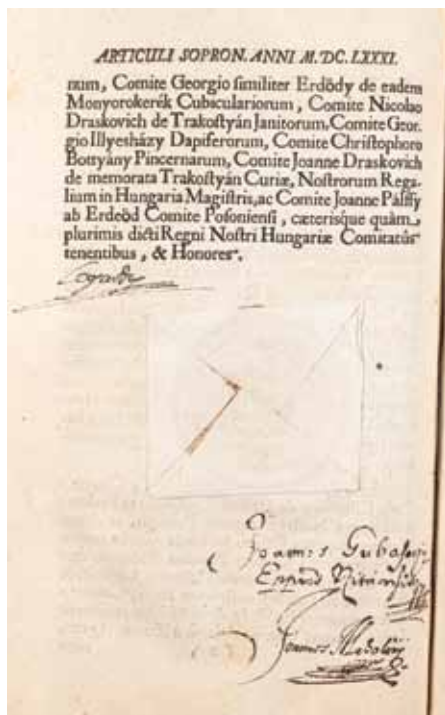 ARTICULI SOPRON. ANNI M.DC.LXXXI.
num, Comite Georgio similiter Erdödy de eadem
Monyorokerék Cubiculariorum, Comite Nicolao
Draskovich de Trakostyán Janitorum, Comite Geor-
gio Illyesházy Dapiferorum, Comite Christophoro
Bottyány Pincernarum, Comite Joanne Draskovich
de memorata Trakostyán Curiæ, Nostrorum Rega-
lium in Hungaria Magistris, ac Comite Joanne Pálffy
ab Erdeöd Comite Posoniensi, cæterisque quàm
plurimis dicti Regni Nostri Hungariæ Comitatûs
tenentibus, & Honores.
Joannes